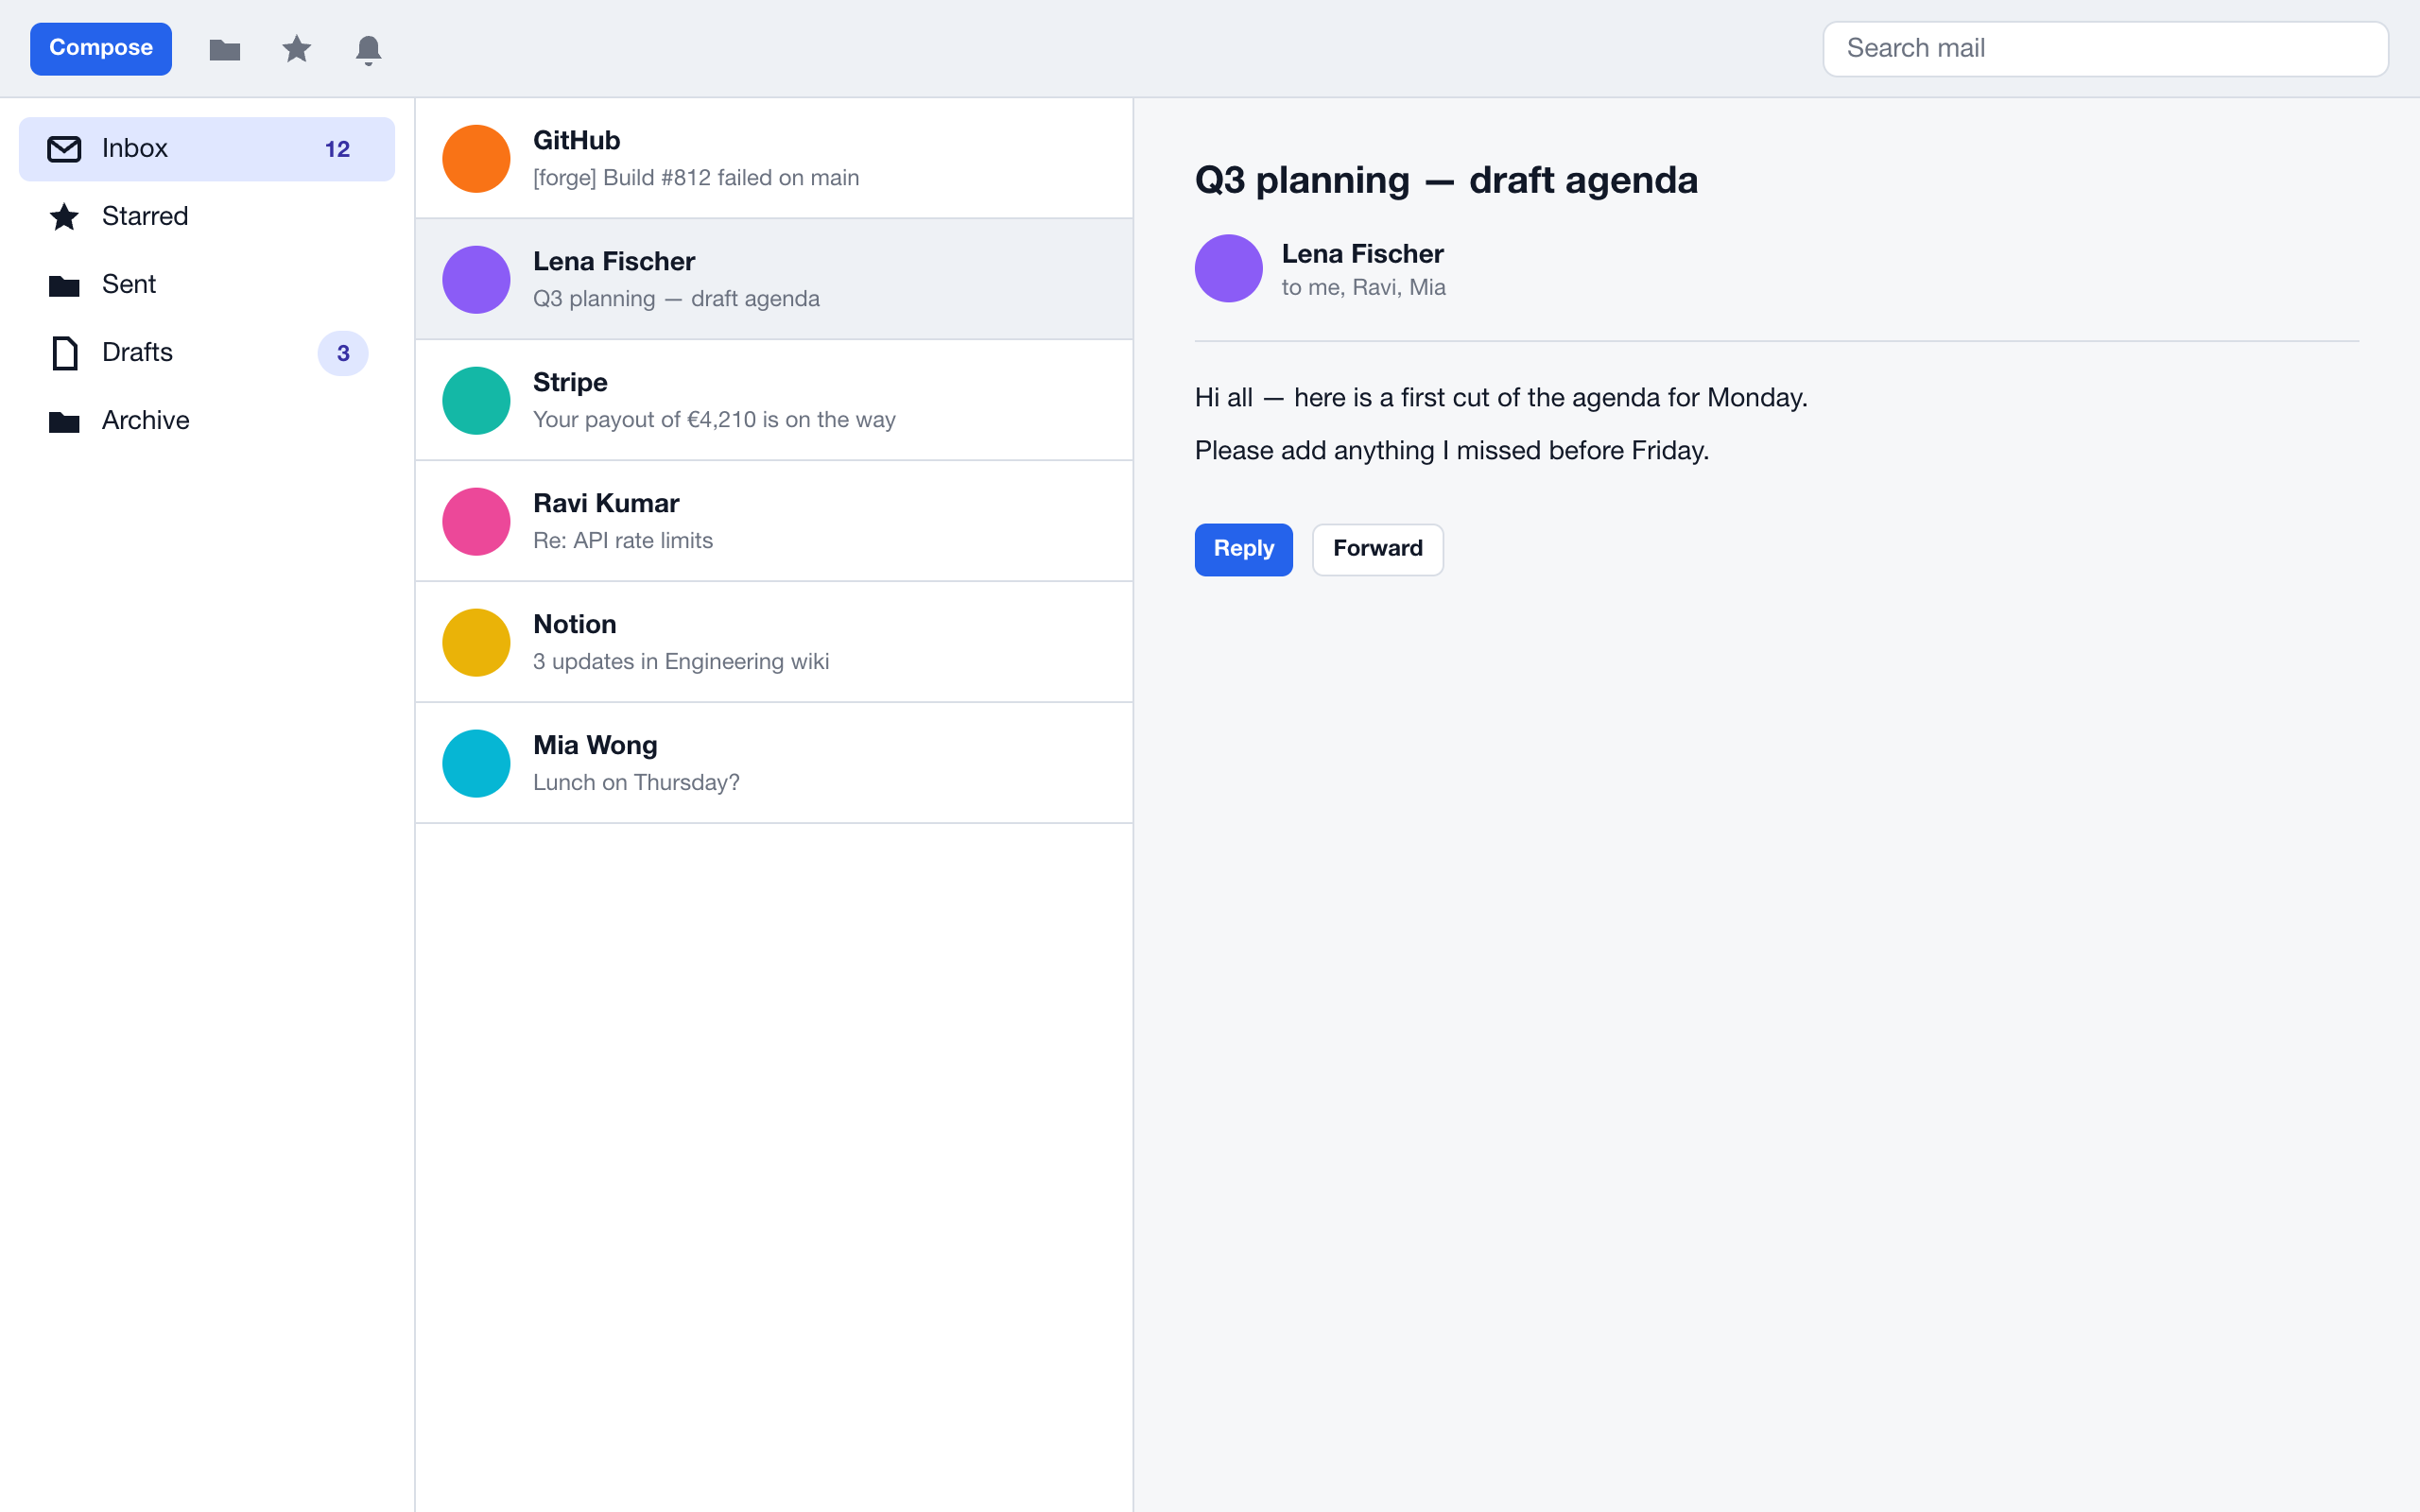 Compose
Search mail
Inbox 12
Starred
Sent
Drafts 3
Archive
GitHub
[forge] Build #812 failed on main
Lena Fischer
Q3 planning — draft agenda
Stripe
Your payout of €4,210 is on the way
Ravi Kumar
Re: API rate limits
Notion
3 updates in Engineering wiki
Mia Wong
Lunch on Thursday?
Q3 planning — draft agenda
Lena Fischer
to me, Ravi, Mia
Hi all — here is a first cut of the agenda for Monday.
Please add anything I missed before Friday.
Reply Forward